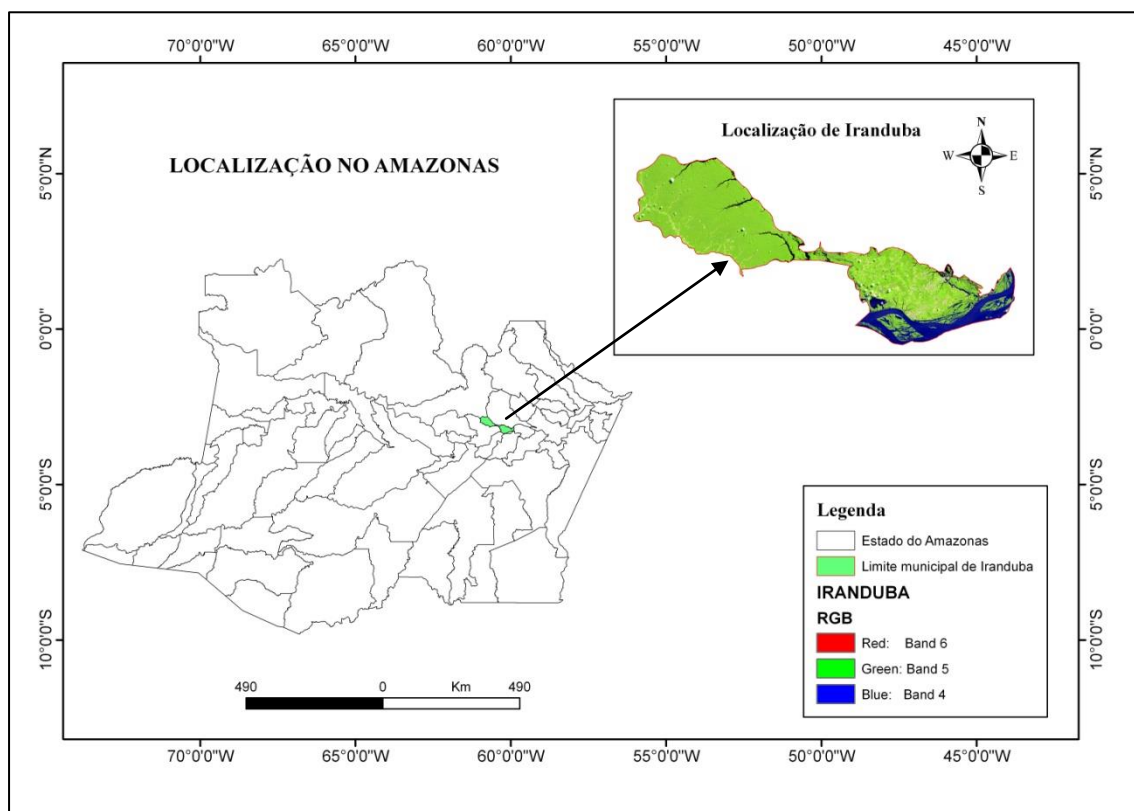 70°0'0"W 65°0'0"W 60°0'0"W 55°0'0"W 50°0'0"W 45°0'0"W
LOCALIZAÇÃO NO AMAZONAS
Localização de Iranduba
N
W E
S
5°0'0"N 5°0'0"N
0°0'0" 0°0'0"
5°0'0"S 5°0'0"S
10°0'0"S 10°0'0"S
Legenda
Estado do Amazonas
Limite municipal de Iranduba
IRANDUBA
RGB
Red: Band 6
Green: Band 5
Blue: Band 4
490 0 Km 490
70°0'0"W 65°0'0"W 60°0'0"W 55°0'0"W 50°0'0"W 45°0'0"W